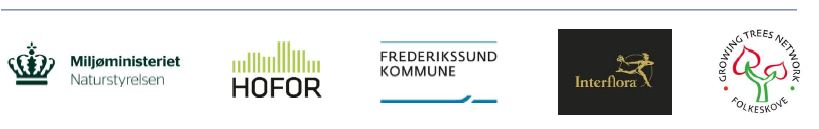 Miljøministeriet
Naturstyrelsen
HOFOR
FREDERIKSSUND
KOMMUNE
Interflora
GROWING TREES NETWORK
FOLKESKOVE